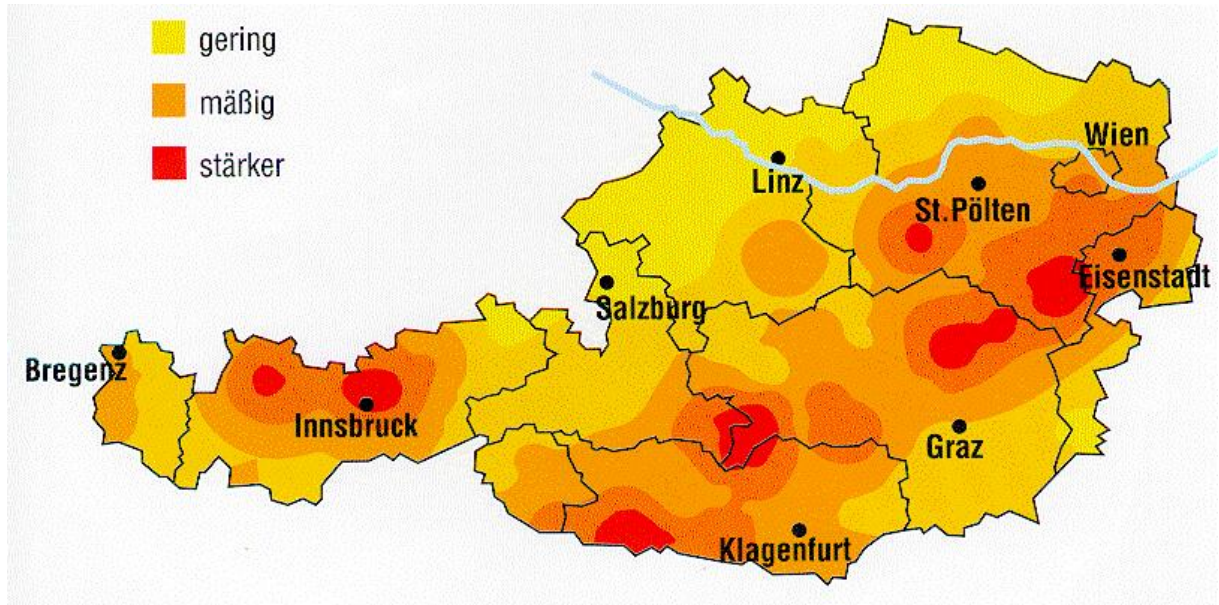 gering
mäßig
stärker
Wien
Linz
St.Pölten
Eisenstadt
Salzburg
Bregenz
Innsbruck
Graz
Klagenfurt